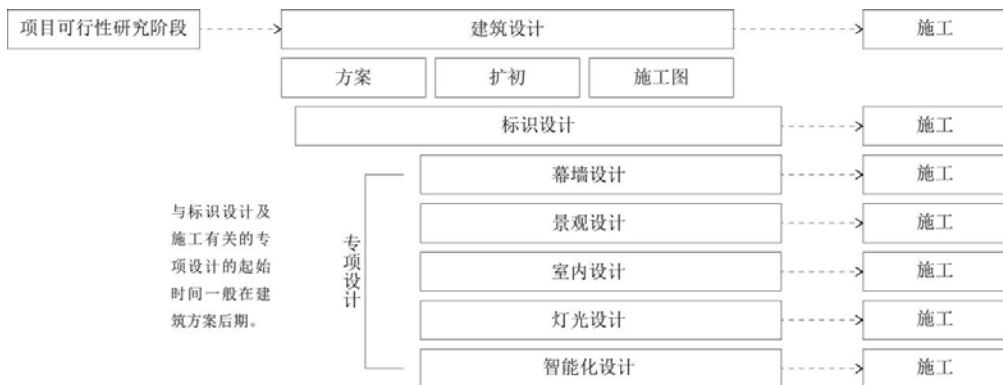 项目可行性研究阶段 建筑设计 施工
方案 扩初 施工图
标识设计 施工
幕墙设计 施工
景观设计 施工
室内设计 施工
灯光设计 施工
智能化设计 施工
专项设计
与标识设计及
施工有关的专
项设计的起始
时间一般在建
筑方案后期。